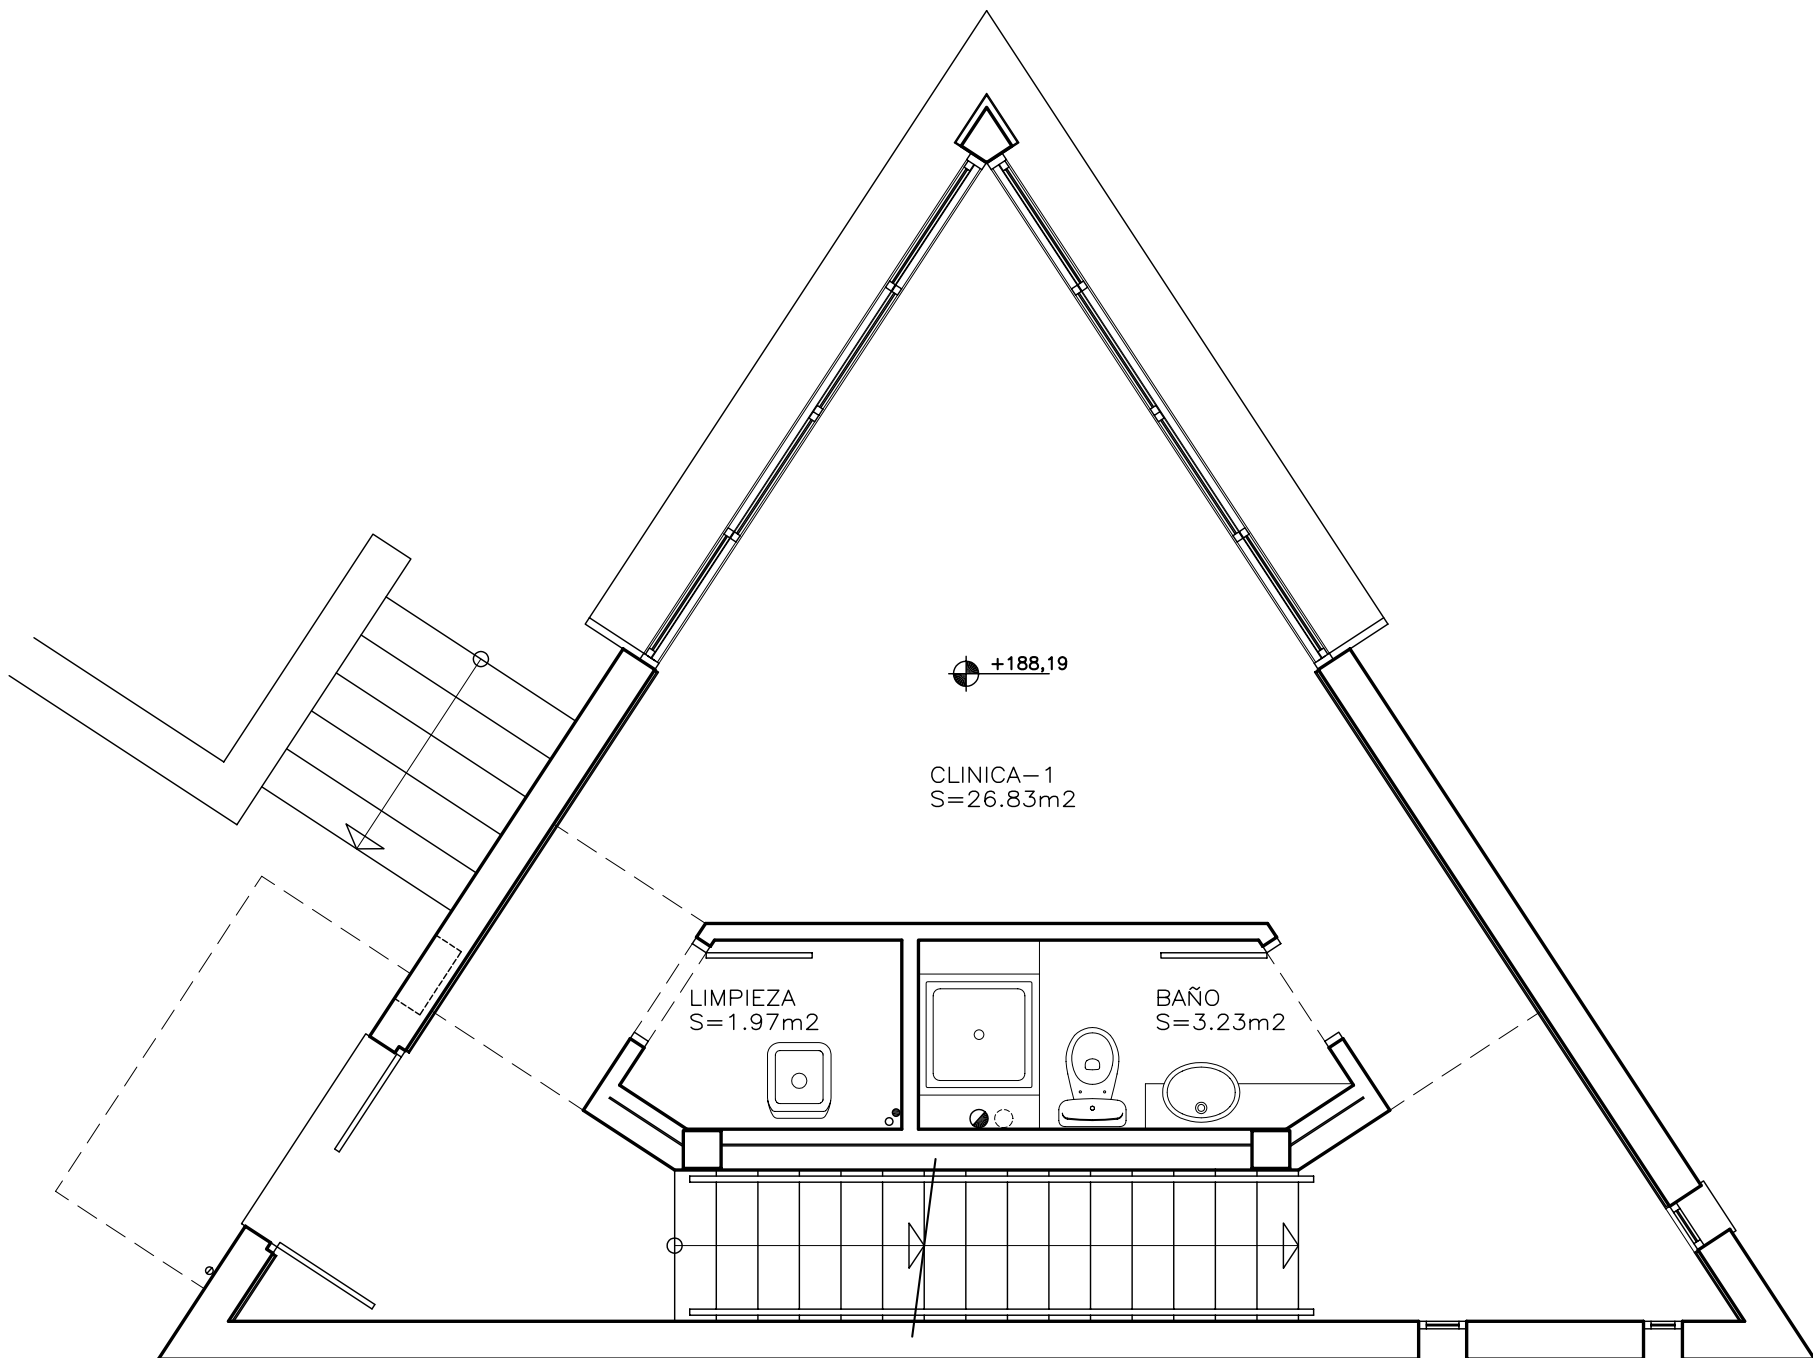 +188,19
CLINICA-1
S=26.83m2
LIMPIEZA
S=1.97m2
BAÑO
S=3.23m2